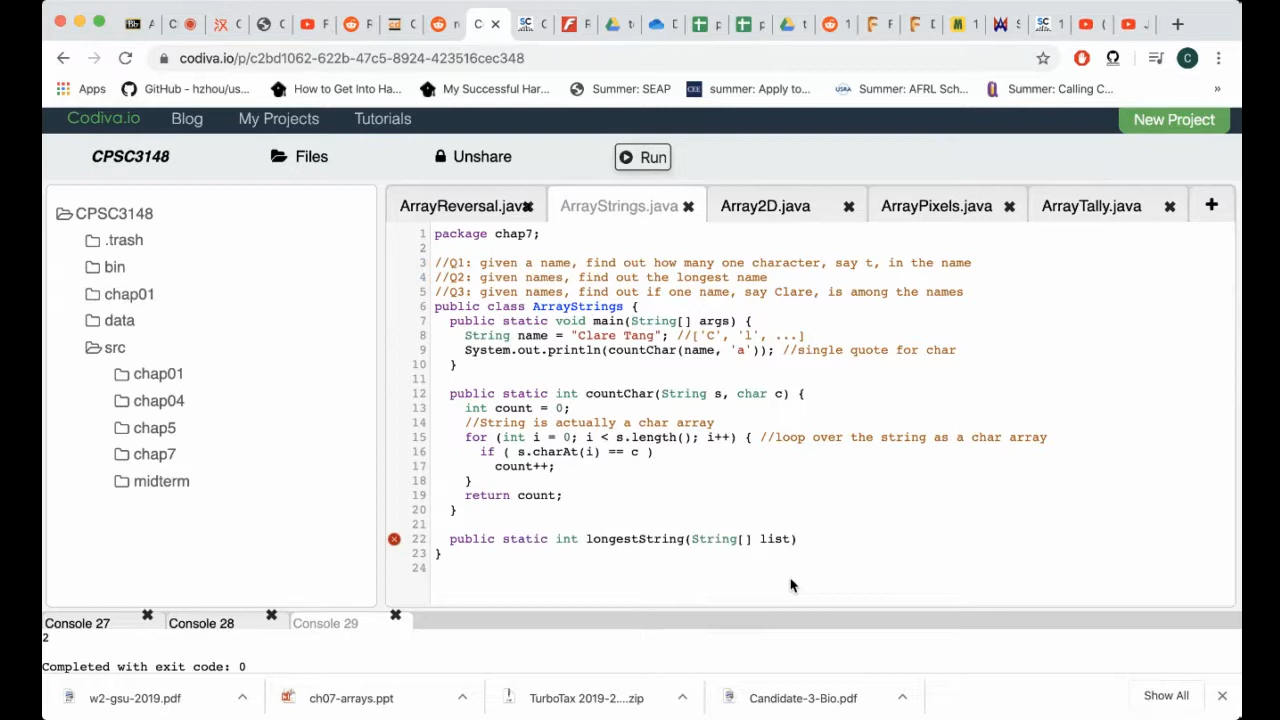 codiva.io/p/c2bd1062-622b-47c5-8924-423516cec348
Apps GitHub - hzhou/us... How to Get Into Ha... My Successful Har... Summer: SEAP summer: Apply to... Summer: AFRL Sch... Summer: Calling C... »
Codiva.io Blog My Projects Tutorials New Project
CPSC3148 Files Unshare Run
CPSC3148
.trash
bin
chap01
data
src
chap01
chap04
chap5
chap7
midterm
ArrayReversal.java ArrayStrings.java Array2D.java ArrayPixels.java ArrayTally.java
1 package chap7;
2
3 //Q1: given a name, find out how many one character, say t, in the name
4 //Q2: given names, find out the longest name
5 //Q3: given names, find out if one name, say Clare, is among the names
6 public class ArrayStrings {
7 public static void main(String[] args) {
8 String name = "Clare Tang"; //['C', 'l', ...]
9 System.out.println(countChar(name, 'a')); //single quote for char
10 }
11
12 public static int countChar(String s, char c) {
13 int count = 0;
14 //String is actually a char array
15 for (int i = 0; i < s.length(); i++) { //loop over the string as a char array
16 if ( s.charAt(i) == c )
17 count++;
18 }
19 return count;
20 }
21
22 public static int longestString(String[] list)
23 }
24
Console 27 Console 28 Console 29
2
Completed with exit code: 0
w2-gsu-2019.pdf ch07-arrays.ppt TurboTax 2019-2....zip Candidate-3-Bio.pdf Show All